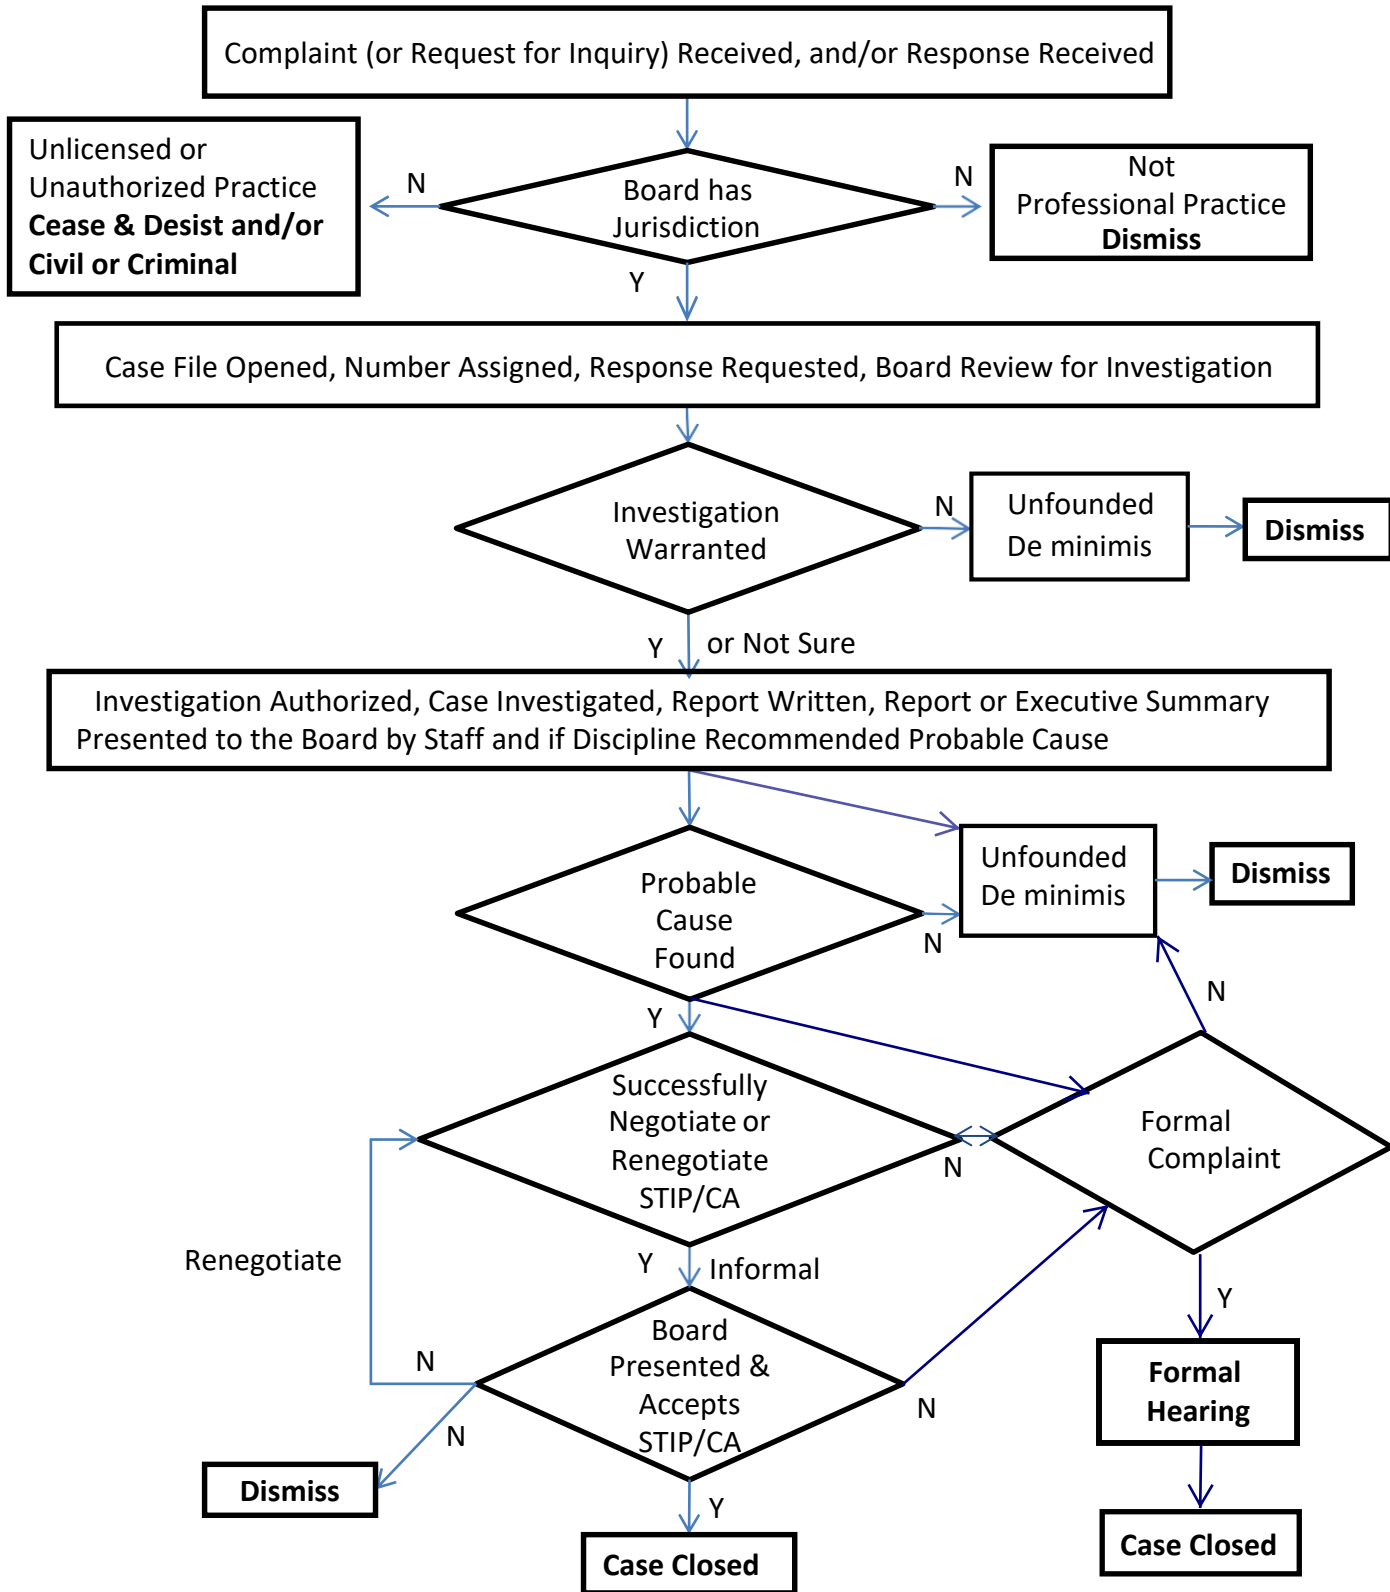 Complaint (or Request for Inquiry) Received, and/or Response Received
Unlicensed or
Unauthorized Practice
Cease & Desist and/or
Civil or Criminal
N
Board has
Jurisdiction
N
Not
Professional Practice
Dismiss
Y
Case File Opened, Number Assigned, Response Requested, Board Review for Investigation
Investigation
Warranted
N
Unfounded
De minimis
Dismiss
Y or Not Sure
Investigation Authorized, Case Investigated, Report Written, Report or Executive Summary
Presented to the Board by Staff and if Discipline Recommended Probable Cause
Probable
Cause
Found
N
Unfounded
De minimis
Dismiss
Y
N
Successfully
Negotiate or
Renegotiate
STIP/CA
N
Formal
Complaint
Renegotiate
Y Informal
Y
Board
Presented &
Accepts
STIP/CA
N
N
N
Formal
Hearing
Dismiss
Y
Case Closed
Case Closed